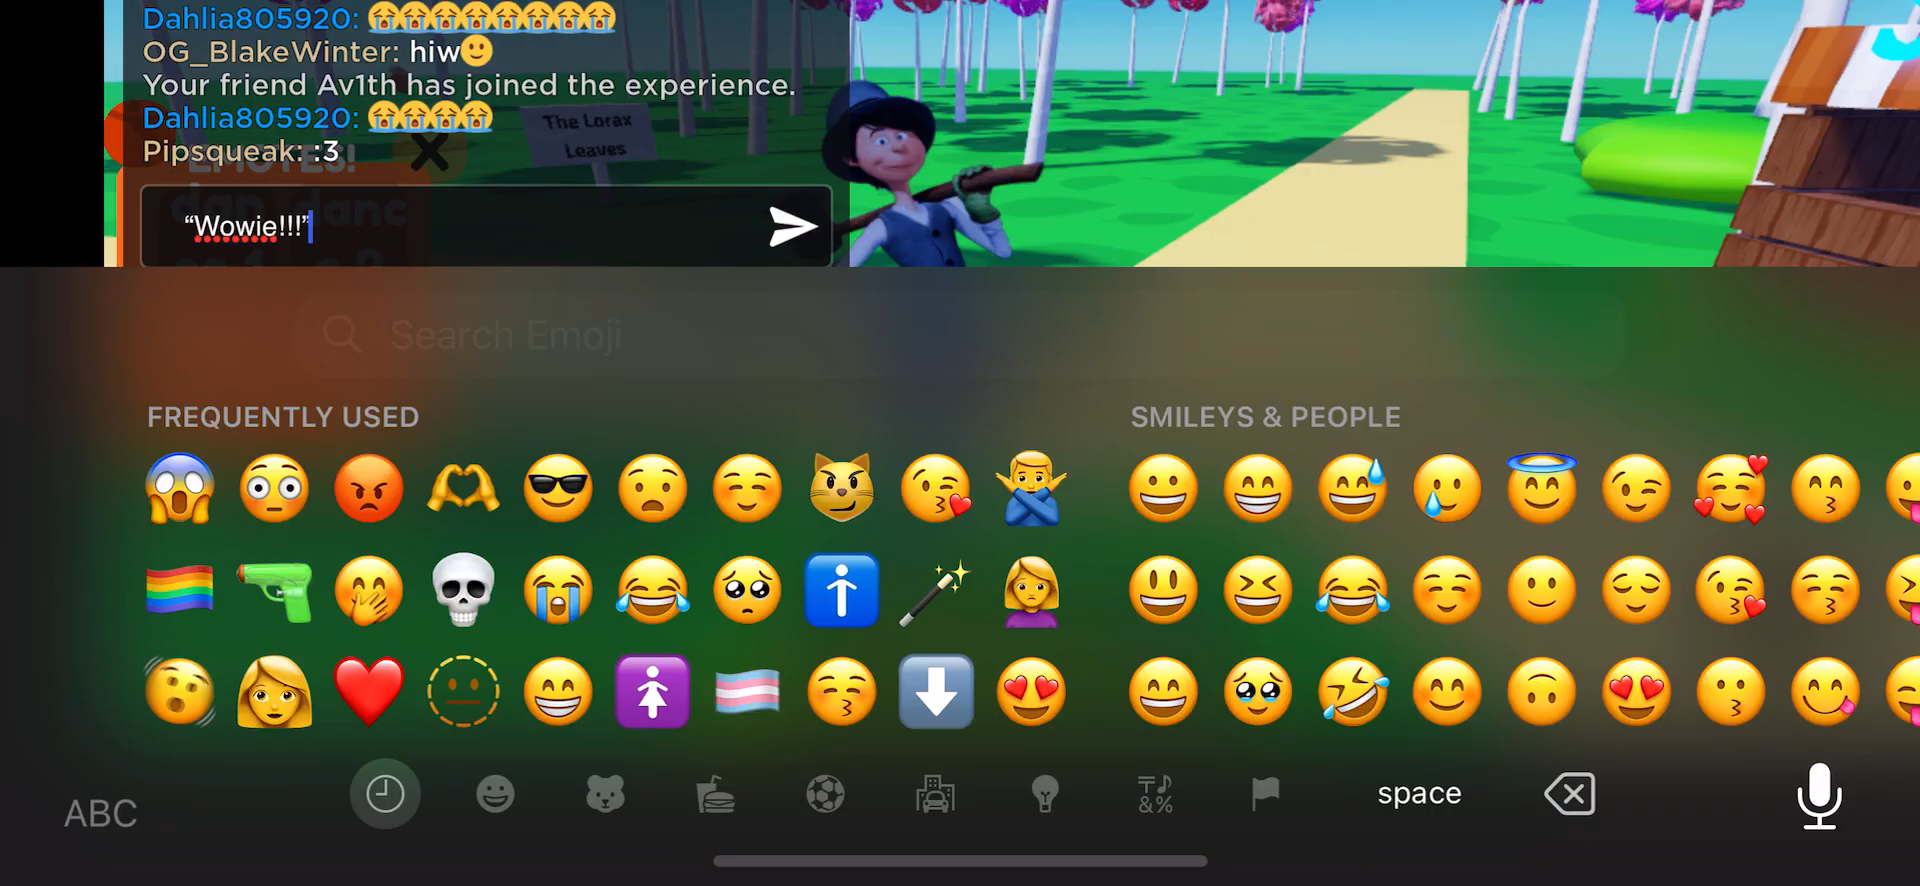 Dahlia805920: 😭😭😭😭😭😭😭😭
OG_BlakeWinter: hiw🙂
Your friend Av1th has joined the experience.
Dahlia805920: 😭😭😭😭
The Lorax
Leaves
Pipsqueak: :3
EMOTES!
“Wowie!!!”
Search Emoji
FREQUENTLY USED
SMILEYS & PEOPLE
ABC
space